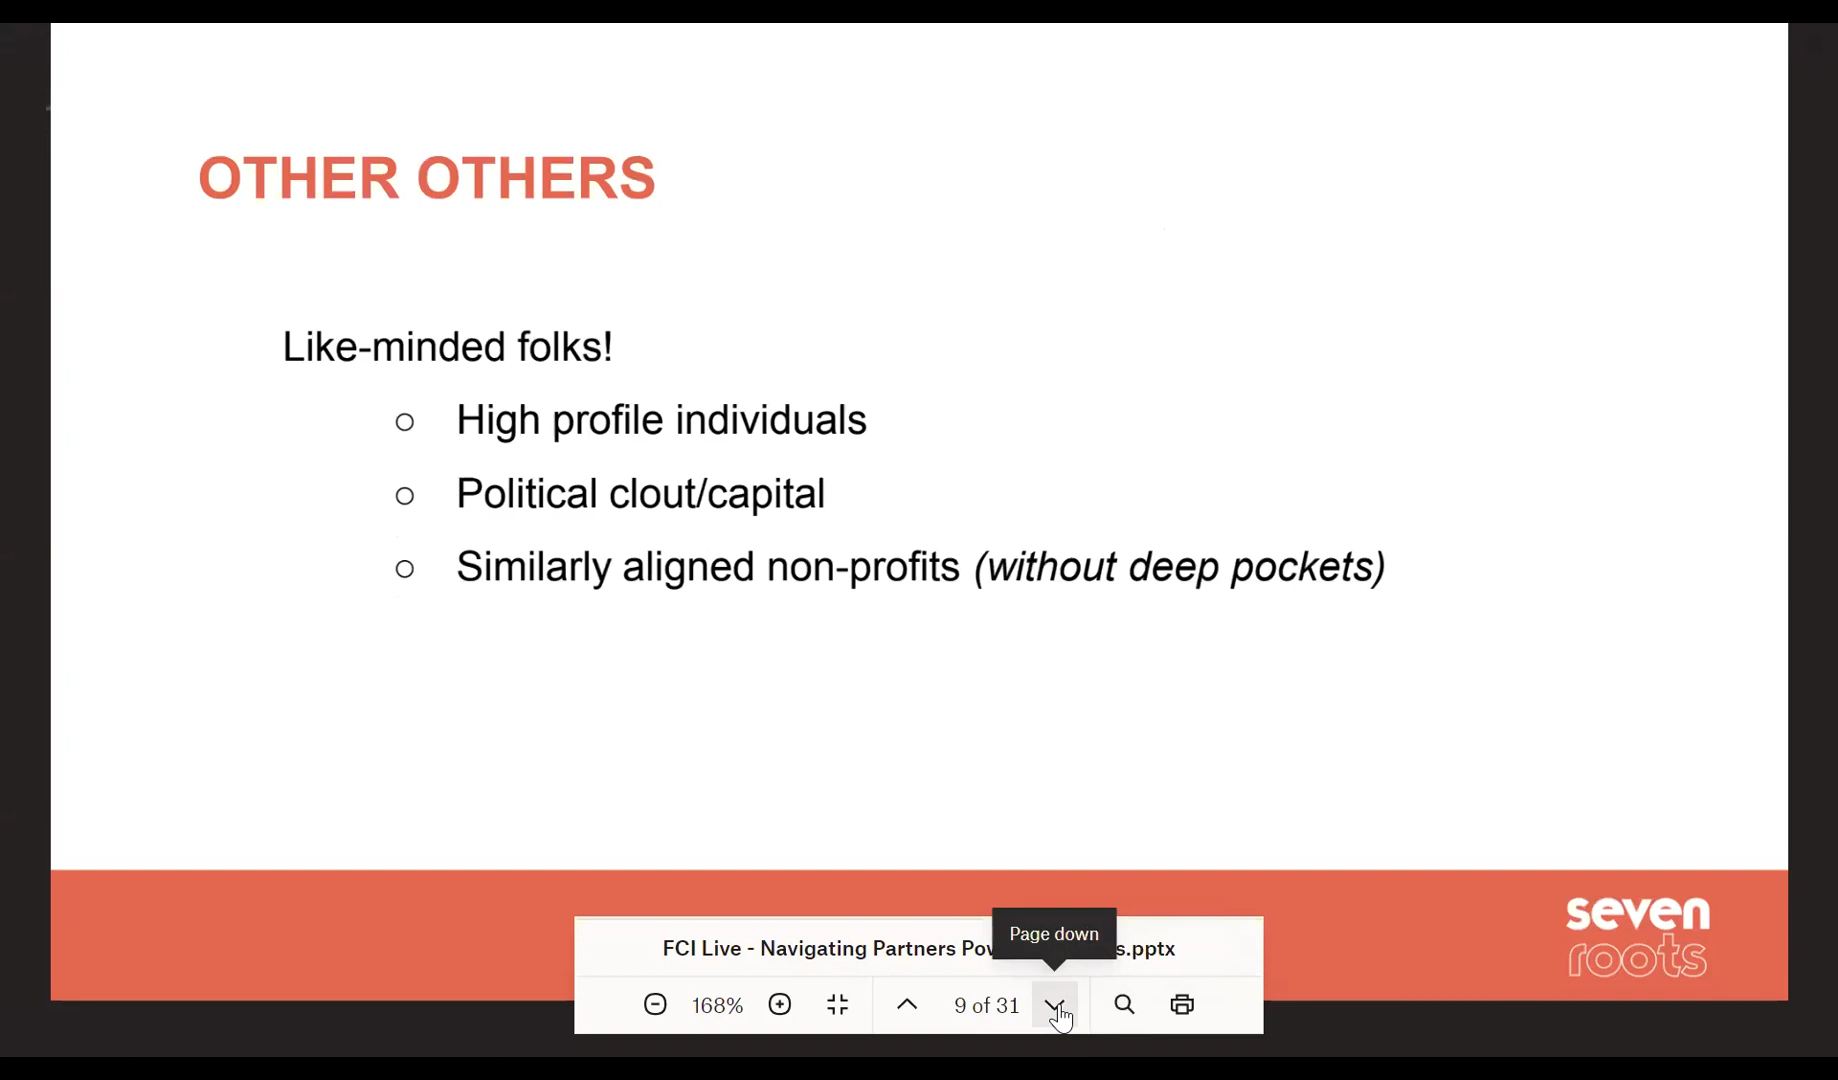 OTHER OTHERS
Like-minded folks!
○ High profile individuals
○ Political clout/capital
○ Similarly aligned non-profits (without deep pockets)
seven
roots
Page down
FCI Live - Navigating Partners
.pptx
168%
9 of 31